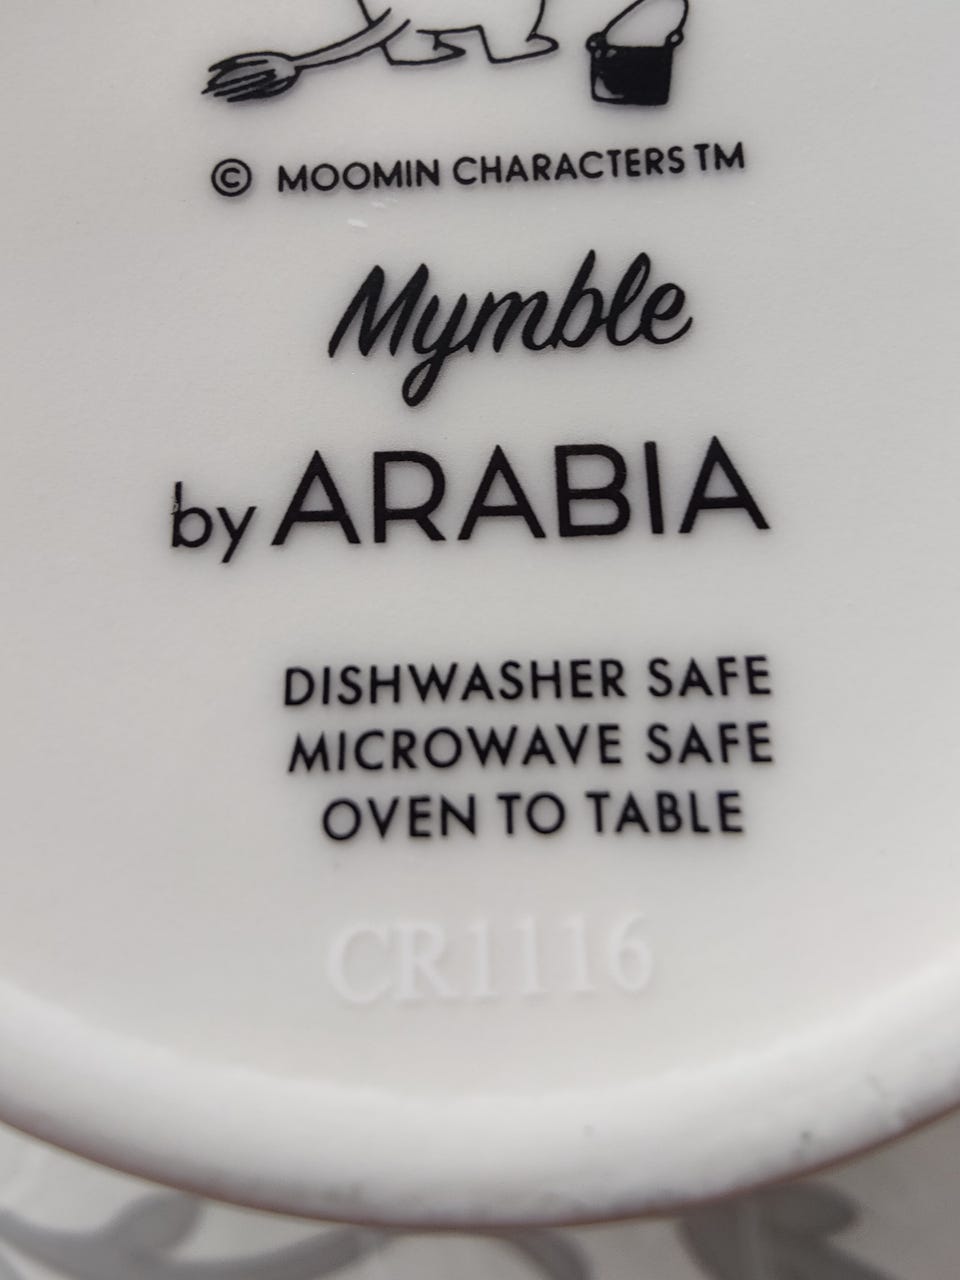 © MOOMIN CHARACTERS TM
Mymble
by ARABIA
DISHWASHER SAFE
MICROWAVE SAFE
OVEN TO TABLE
CR1116